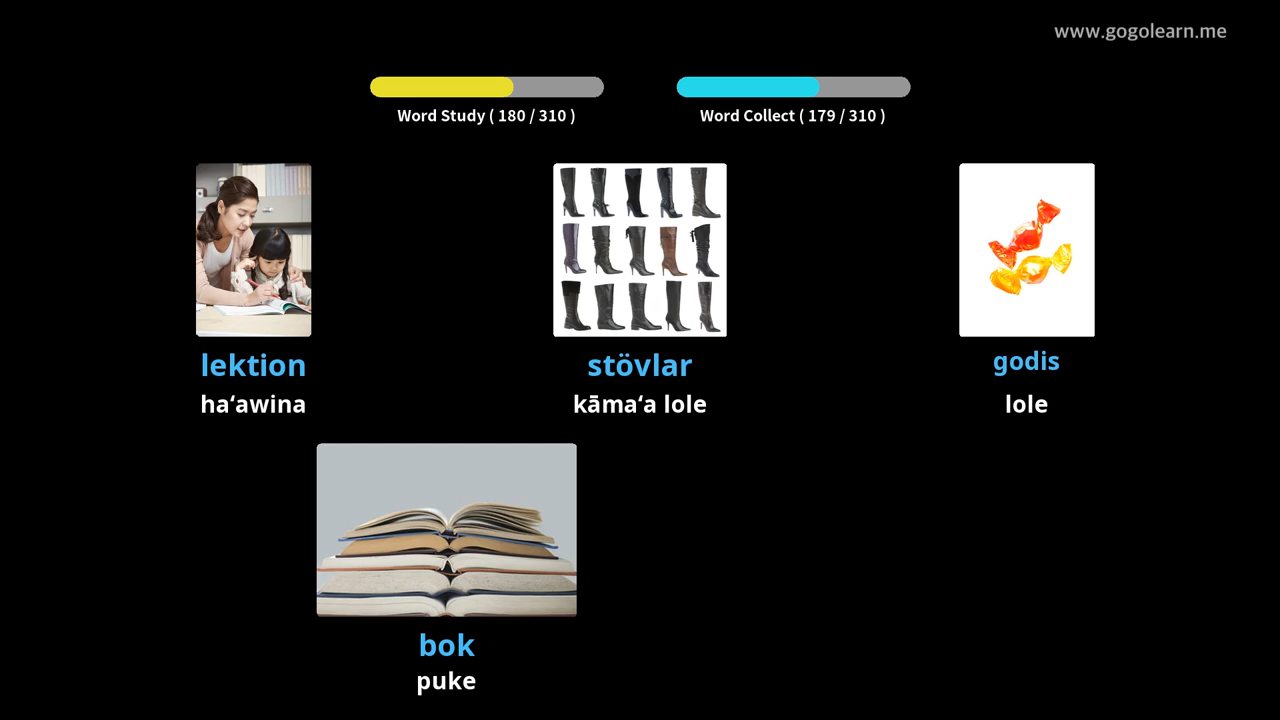 www.gogolearn.me
Word Study ( 180 / 310 )
Word Collect ( 179 / 310 )
lektion
haʻawina
stövlar
kāmaʻa lole
godis
lole
bok
puke